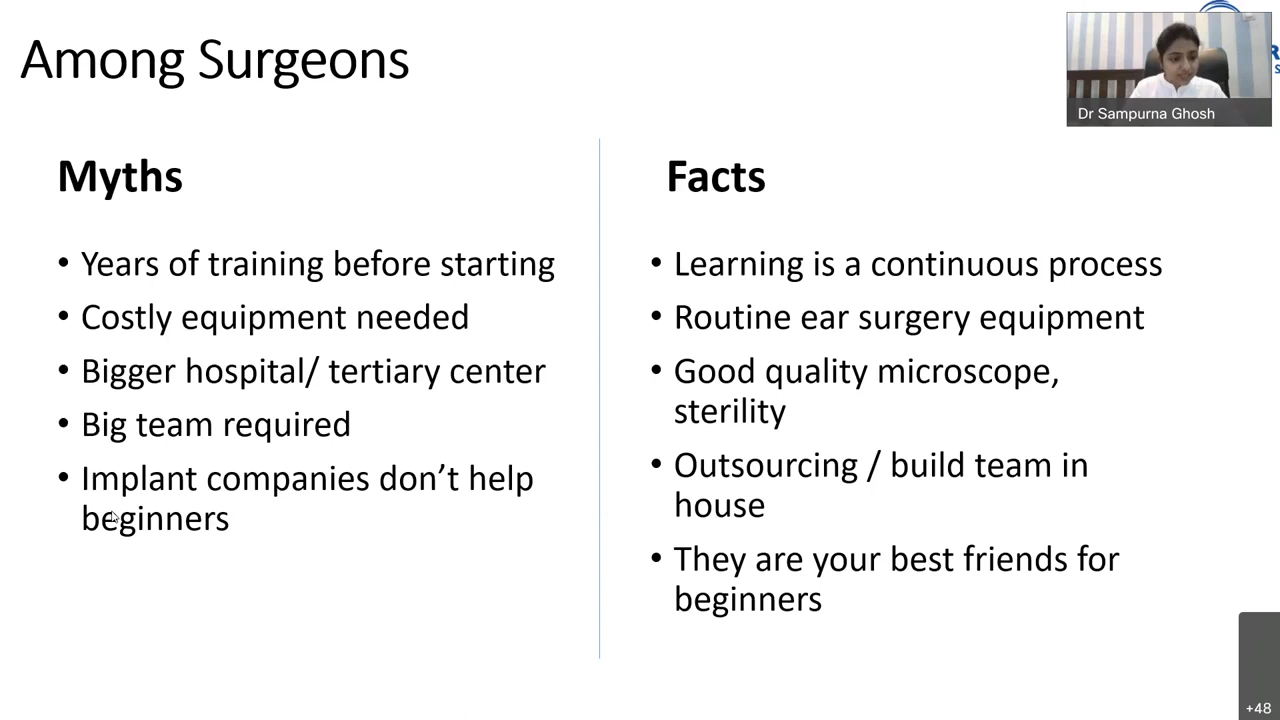 Among Surgeons
Dr Sampurna Ghosh
Myths
• Years of training before starting
• Costly equipment needed
• Bigger hospital/ tertiary center
• Big team required
• Implant companies don’t help
beginners
Facts
• Learning is a continuous process
• Routine ear surgery equipment
• Good quality microscope,
sterility
• Outsourcing / build team in
house
• They are your best friends for
beginners
+48